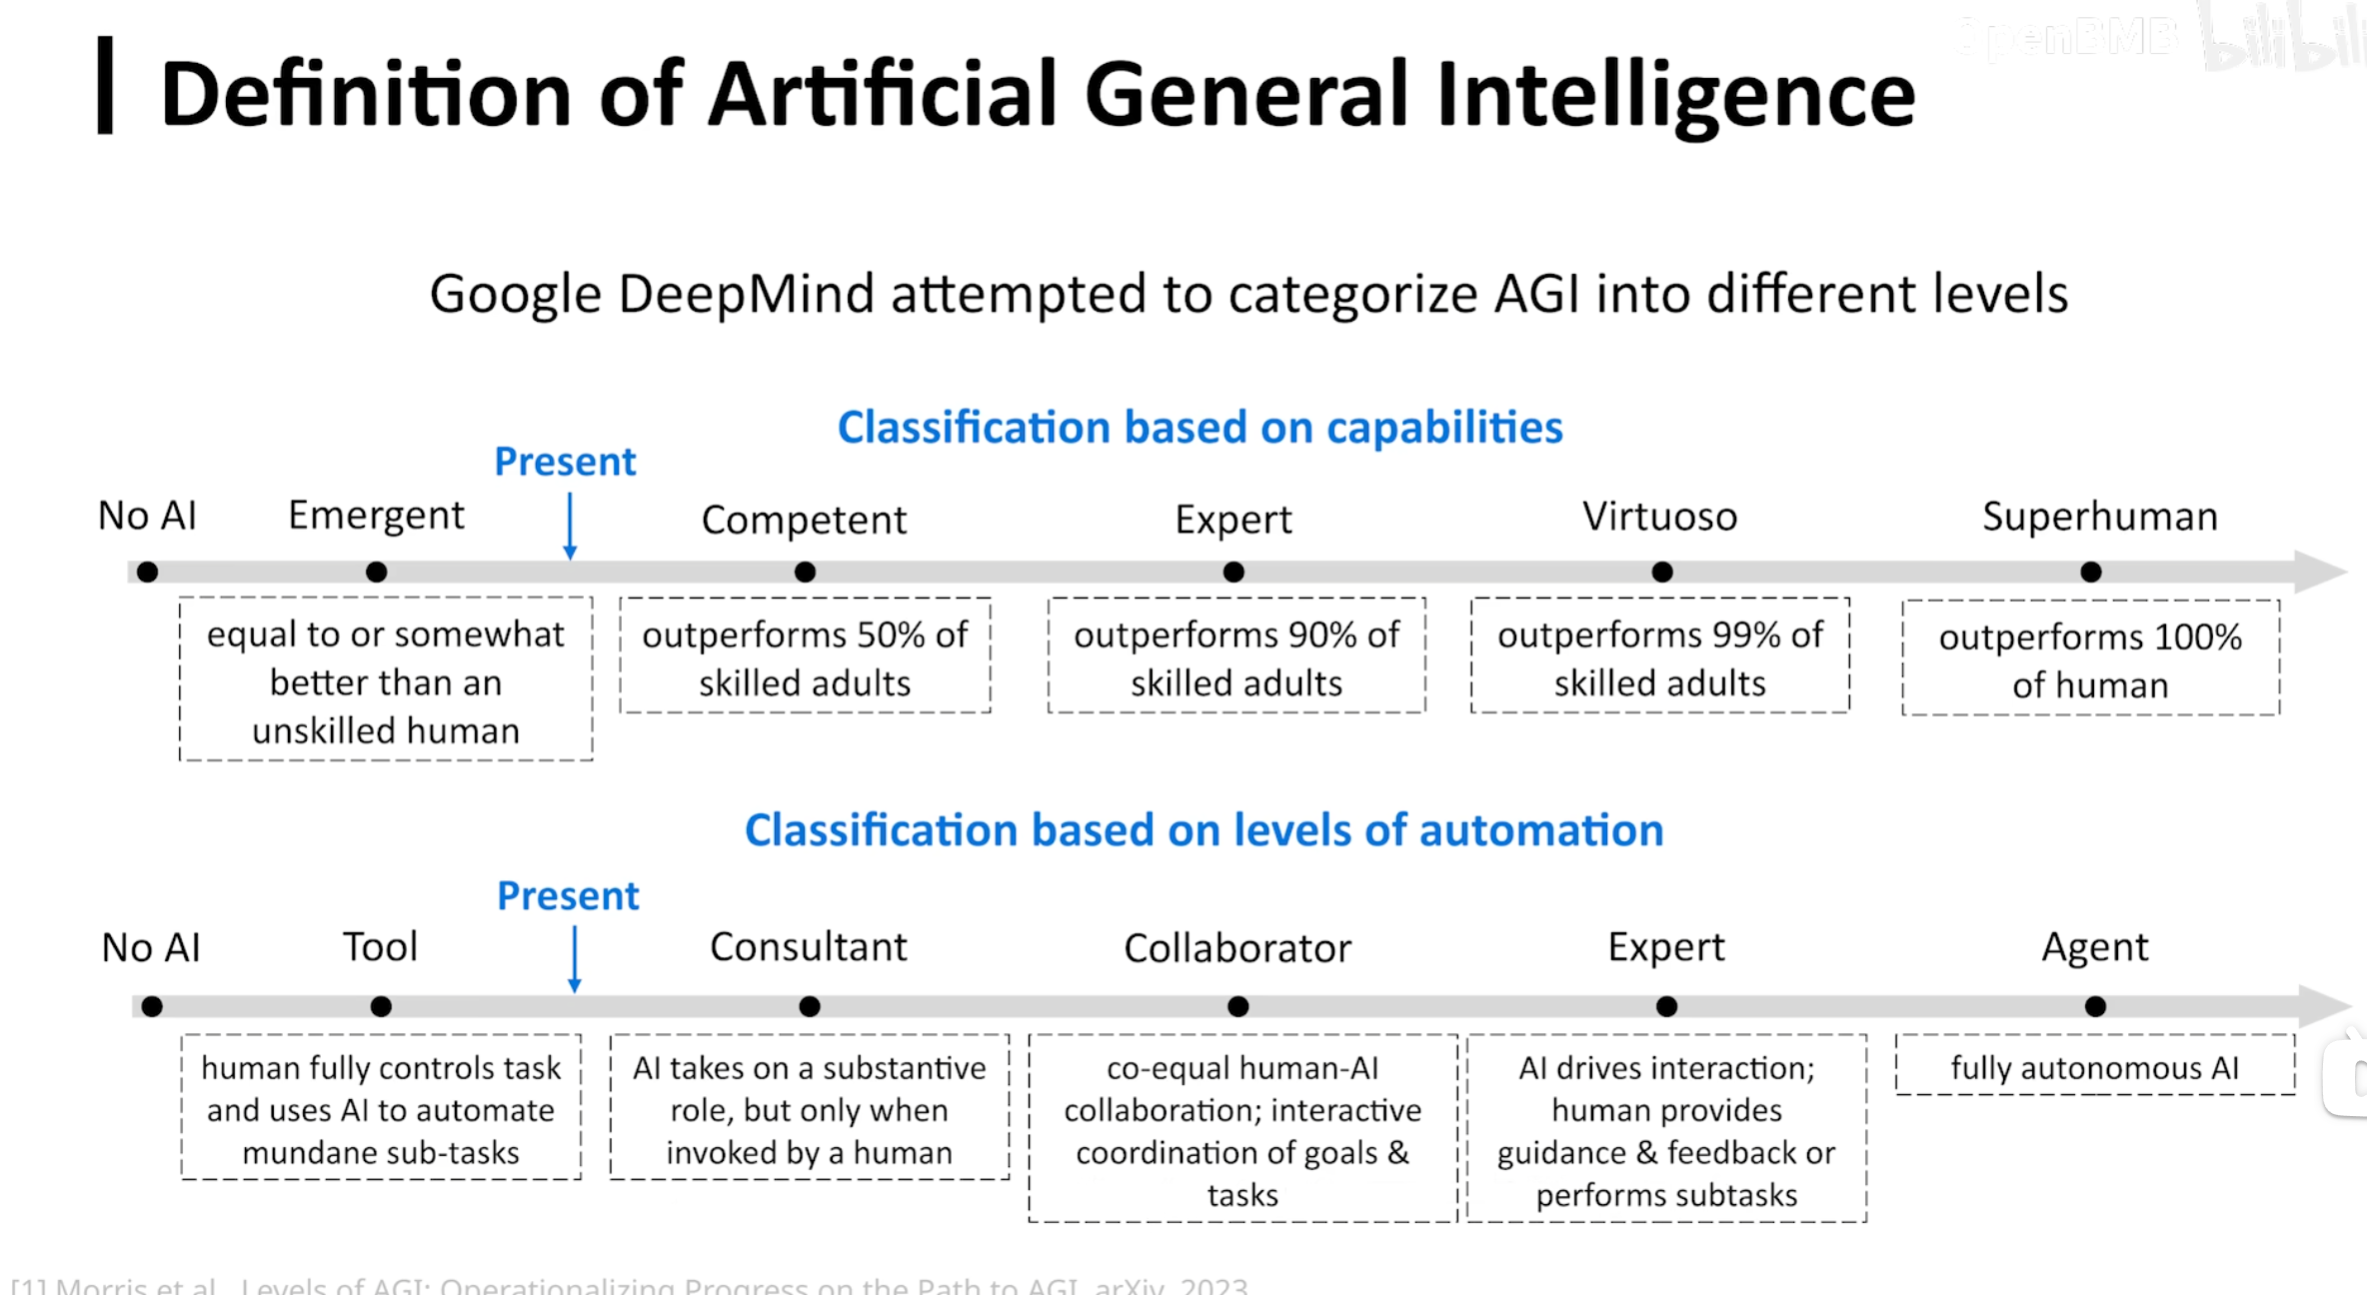 OpenBMB bilibili
Definition of Artificial General Intelligence
Google DeepMind attempted to categorize AGI into different levels
Classification based on capabilities
Present
No AI Emergent Competent Expert Virtuoso Superhuman
equal to or somewhat
better than an
unskilled human
outperforms 50% of
skilled adults
outperforms 90% of
skilled adults
outperforms 99% of
skilled adults
outperforms 100%
of human
Classification based on levels of automation
Present
No AI Tool Consultant Collaborator Expert Agent
human fully controls task
and uses AI to automate
mundane sub-tasks
AI takes on a substantive
role, but only when
invoked by a human
co-equal human-AI
collaboration; interactive
coordination of goals &
tasks
AI drives interaction;
human provides
guidance & feedback or
performs subtasks
fully autonomous AI
[1] Morris et al., Levels of AGI: Operationalizing Progress on the Path to AGI, arXiv, 2023